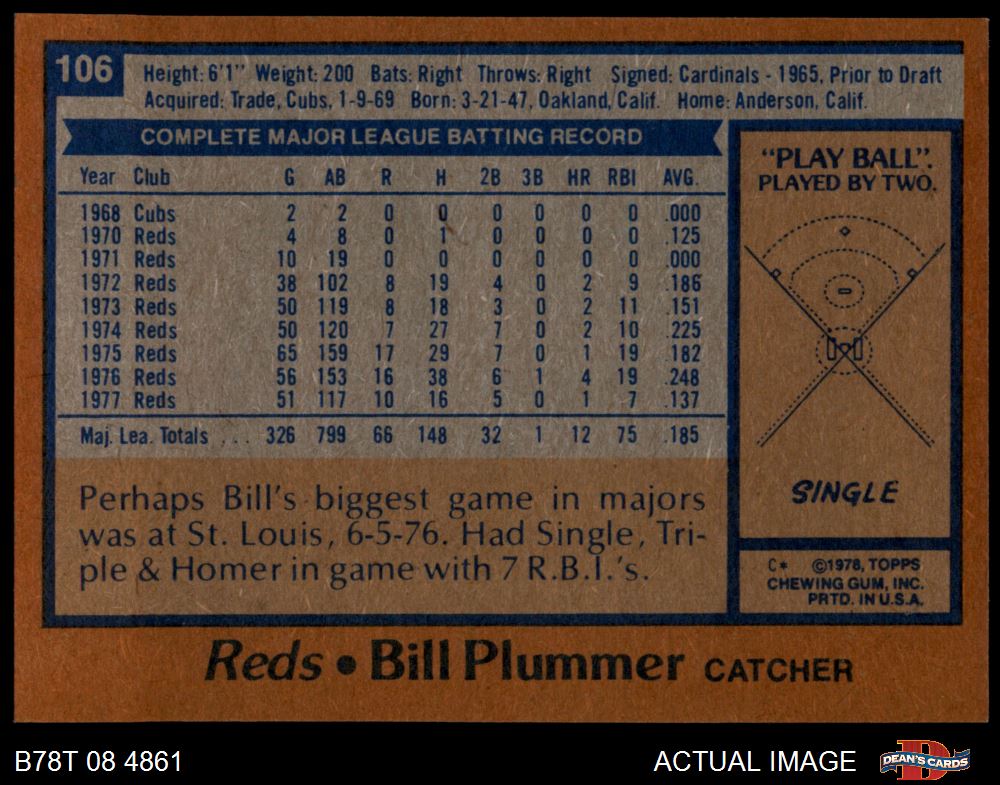 106
Height: 6'1" Weight: 200 Bats: Right Throws: Right Signed: Cardinals - 1965, Prior to Draft
Acquired: Trade, Cubs, 1-9-69 Born: 3-21-47, Oakland, Calif. Home: Anderson, Calif.
COMPLETE MAJOR LEAGUE BATTING RECORD
Year Club G AB R H 2B 3B HR RBI AVG.
1968 Cubs 2 2 0 0 0 0 0 0 .000
1970 Reds 4 8 0 1 0 0 0 0 .125
1971 Reds 10 19 0 0 0 0 0 0 .000
1972 Reds 38 102 8 19 4 0 2 9 .186
1973 Reds 50 119 8 18 3 0 2 11 .151
1974 Reds 50 120 7 27 7 0 2 10 .225
1975 Reds 65 159 17 29 7 0 1 19 .182
1976 Reds 56 153 16 38 6 1 4 19 .248
1977 Reds 51 117 10 16 5 0 1 7 .137
Maj. Lea. Totals ... 326 799 66 148 32 1 12 75 .185
Perhaps Bill's biggest game in majors
was at St. Louis, 6-5-76. Had Single, Tri-
ple & Homer in game with 7 R.B.I.'s.
"PLAY BALL".
PLAYED BY TWO.
SINGLE
C* ©1978, TOPPS
CHEWING GUM, INC.
PRTD. IN U.S.A.
Reds • Bill Plummer CATCHER
B78T 08 4861
ACTUAL IMAGE
DEAN'S CARDS